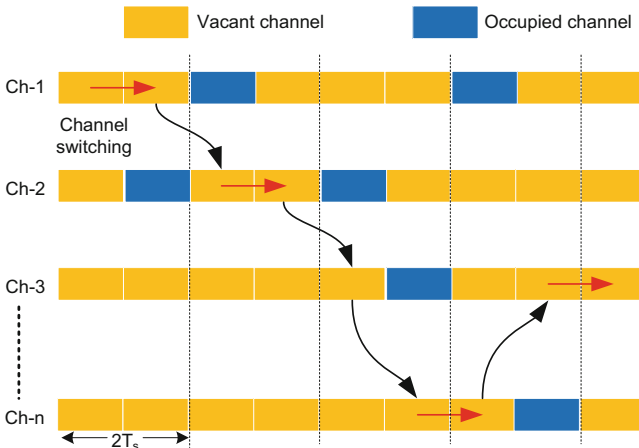 Vacant channel
Occupied channel
Ch-1
Channel
switching
Ch-2
Ch-3
Ch-n
2Ts